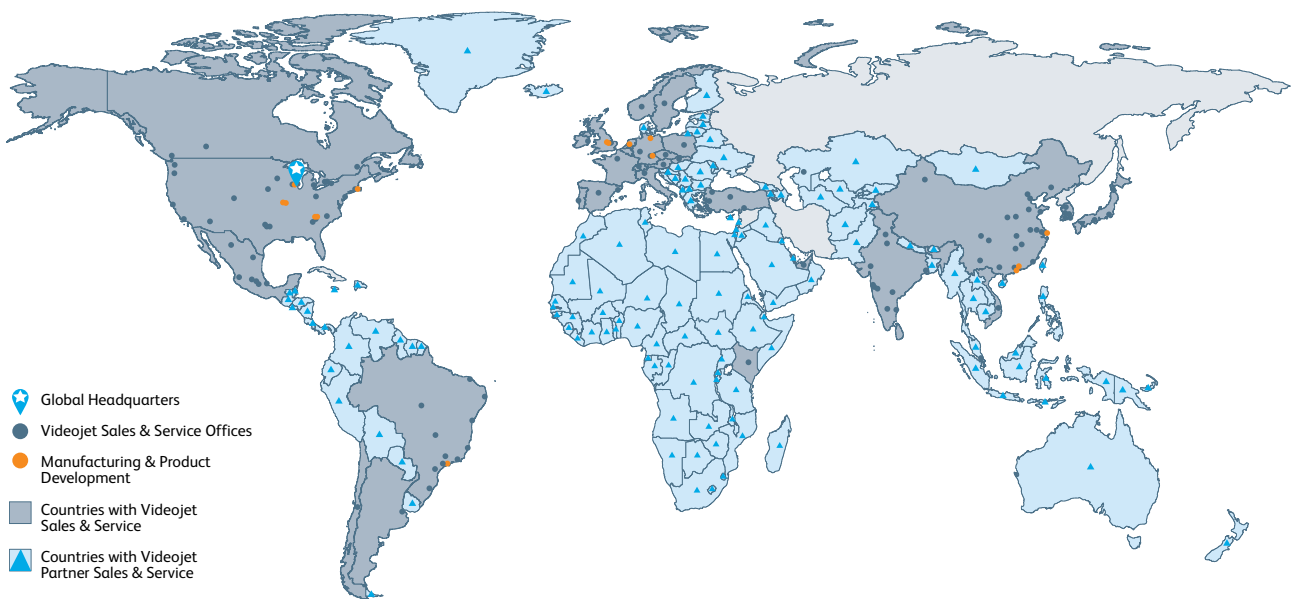 Global Headquarters
Videojet Sales & Service Offices
Manufacturing & Product
Development
Countries with Videojet
Sales & Service
Countries with Videojet
Partner Sales & Service